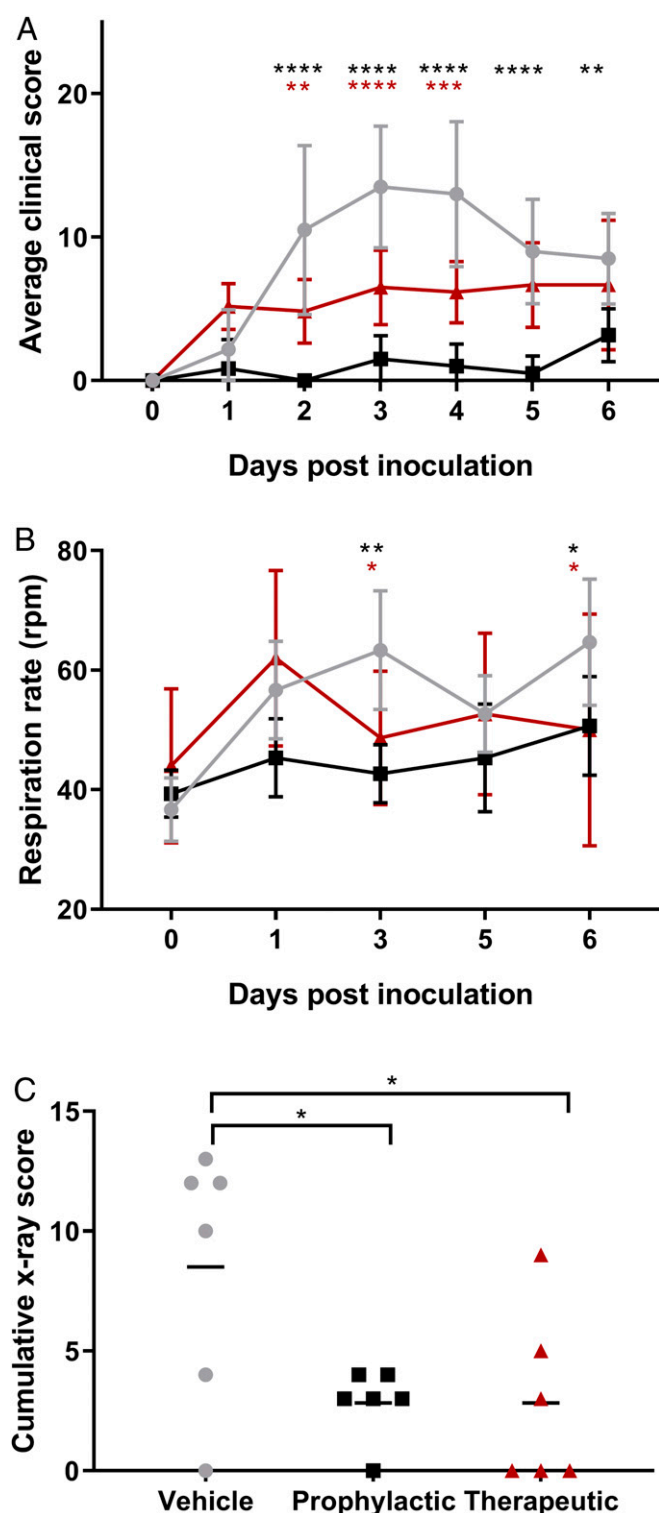 A
Average clinical score
20
10
0
**** **** **** **** **
** **** ***
0 1 2 3 4 5 6
Days post inoculation
B
Respiration rate (rpm)
80
60
40
20
** *
* *
0 1 3 5 6
Days post inoculation
C
Cumulative x-ray score
15
10
5
0
*
*
Vehicle Prophylactic Therapeutic